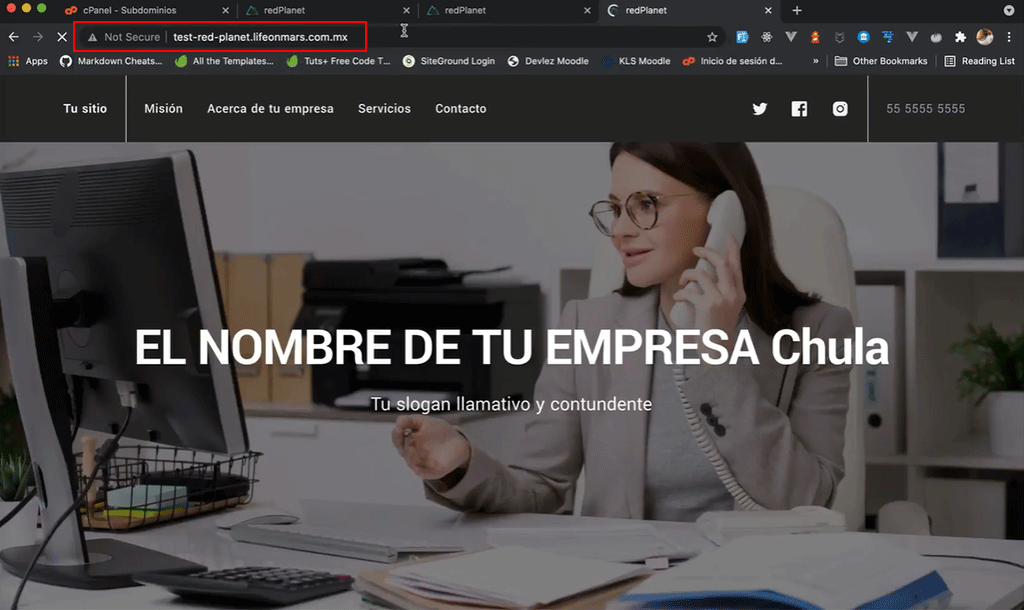 cPanel - Subdominios
redPlanet
redPlanet
redPlanet
Not Secure | test-red-planet.lifeonmars.com.mx
Apps
Markdown Cheats...
All the Templates...
Tuts+ Free Code T...
SiteGround Login
Devlez Moodle
KLS Moodle
Inicio de sesión d...
»
Other Bookmarks
Reading List
Tu sitio
Misión
Acerca de tu empresa
Servicios
Contacto
55 5555 5555
EL NOMBRE DE TU EMPRESA Chula
Tu slogan llamativo y contundente